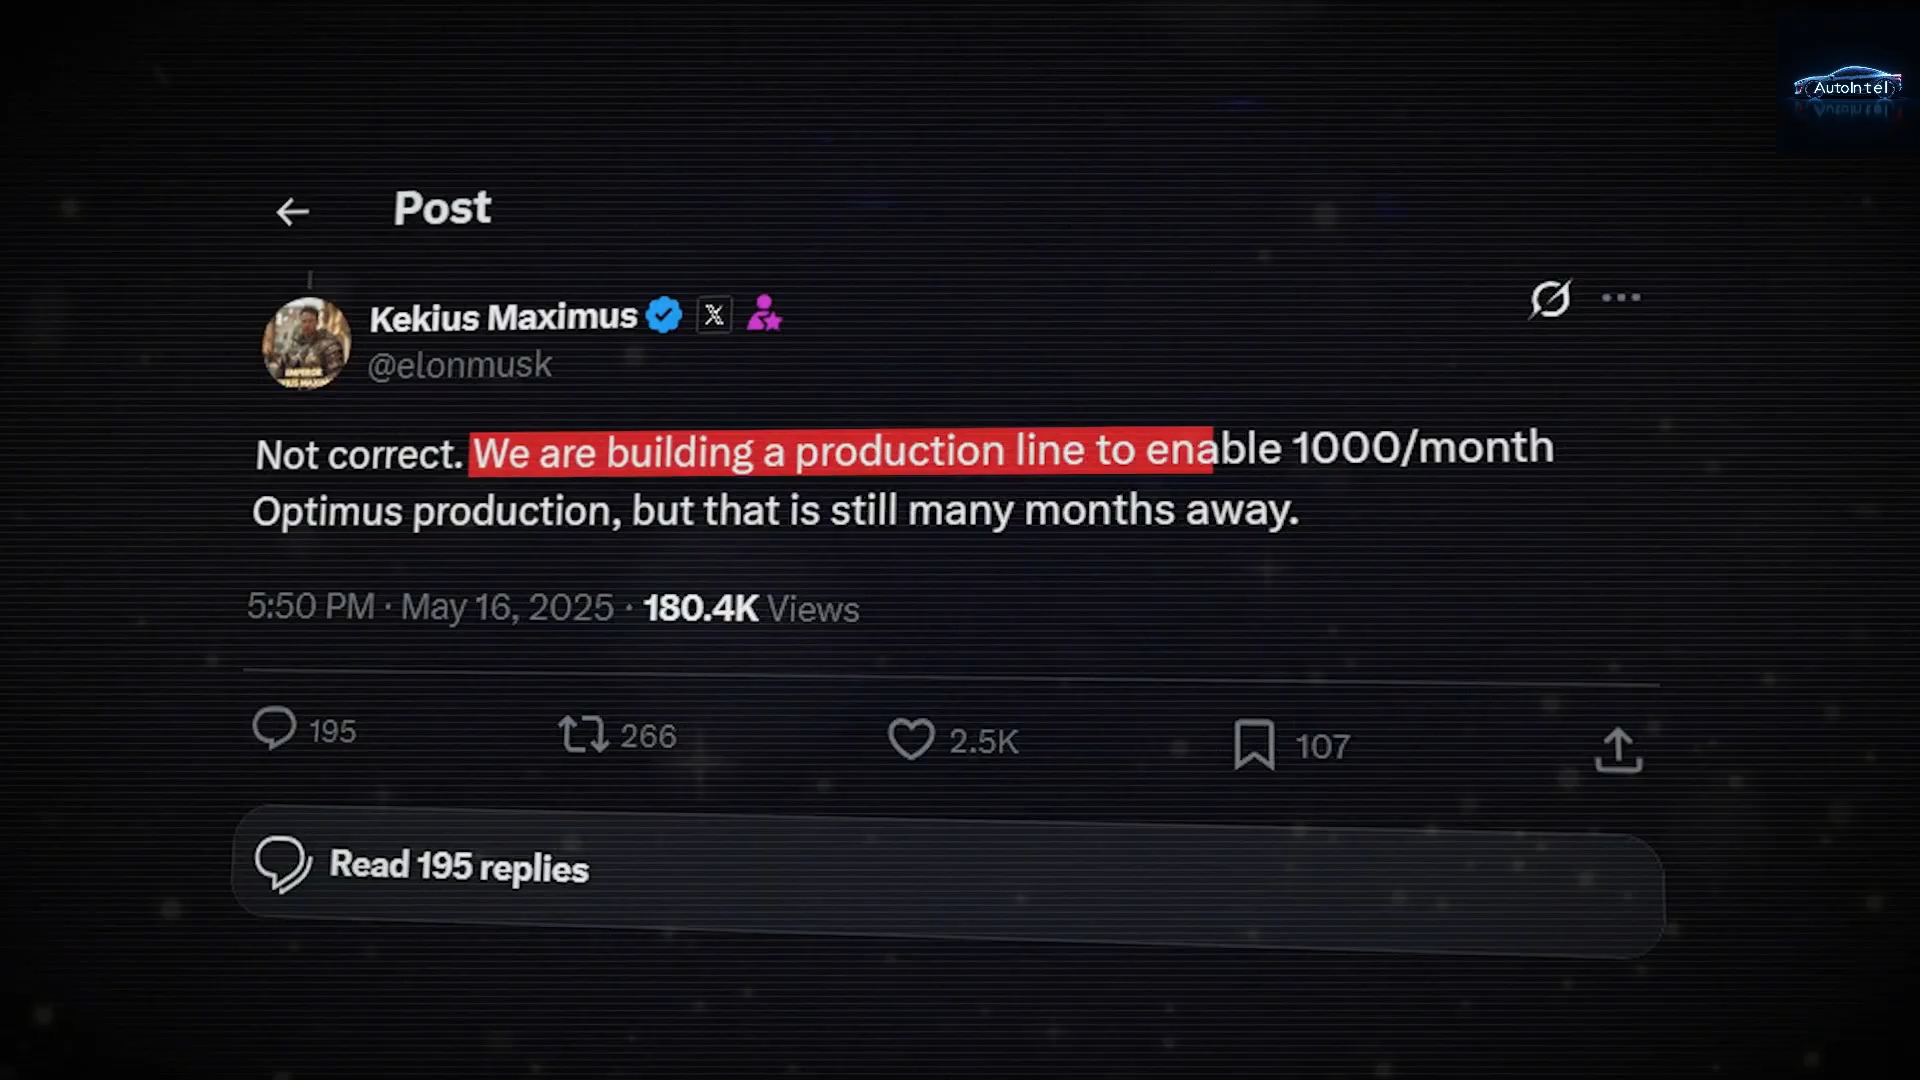 AutoIntel
Post
Kekius Maximus
@elonmusk
Not correct. We are building a production line to enable 1000/month
Optimus production, but that is still many months away.
5:50 PM · May 16, 2025 · 180.4K Views
195 266 2.5K 107
Read 195 replies